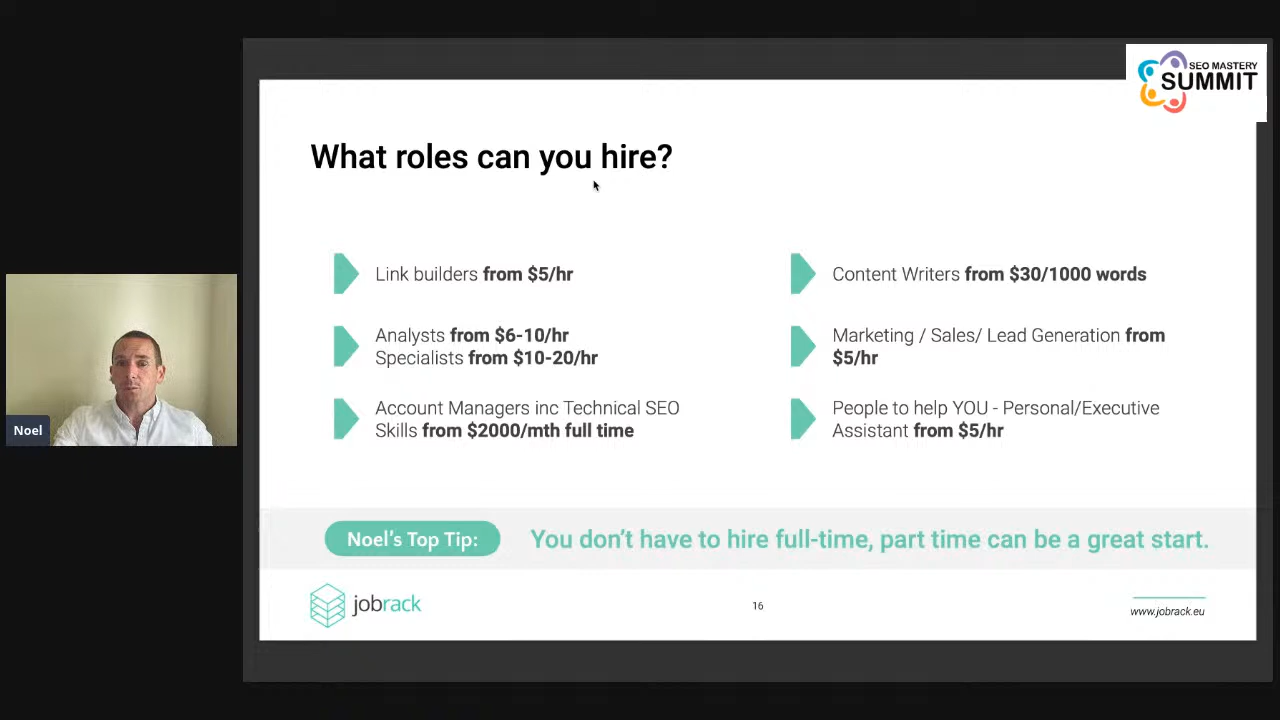 SEO MASTERY
SUMMIT
What roles can you hire?
Link builders from $5/hr
Analysts from $6-10/hr
Specialists from $10-20/hr
Account Managers inc Technical SEO
Skills from $2000/mth full time
Content Writers from $30/1000 words
Marketing / Sales/ Lead Generation from
$5/hr
People to help YOU - Personal/Executive
Assistant from $5/hr
Noel
Noel's Top Tip:
You don't have to hire full-time, part time can be a great start.
jobrack
16
www.jobrack.eu